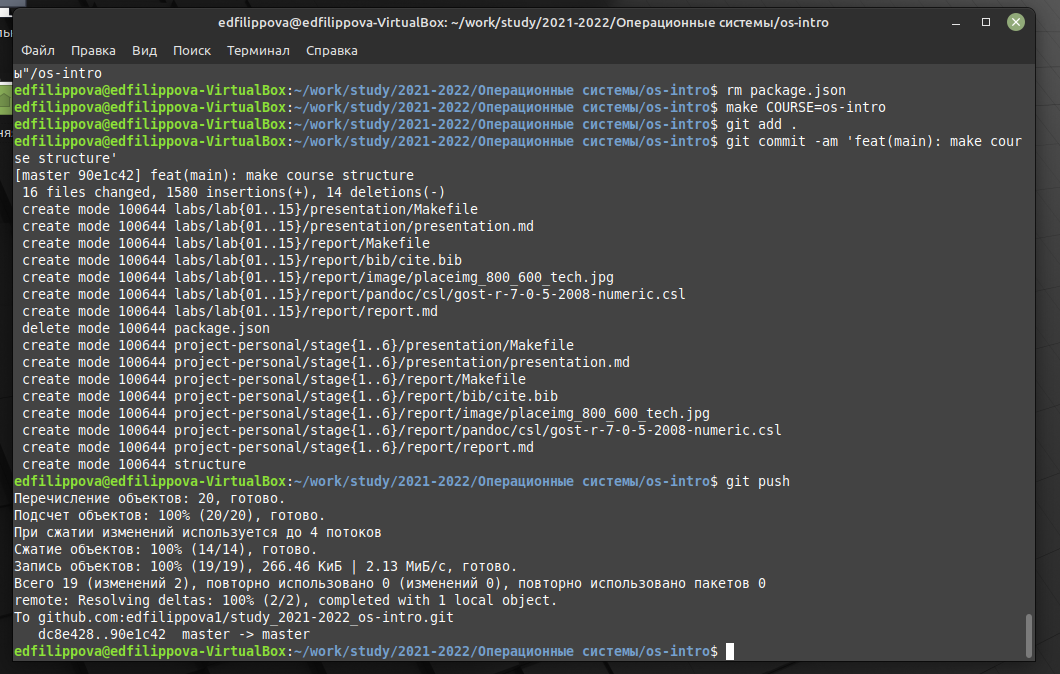 edfilippova@edfilippova-VirtualBox: ~/work/study/2021-2022/Операционные системы/os-intro
Файл Правка Вид Поиск Терминал Справка
ы"/os-intro
edfilippova@edfilippova-VirtualBox:~/work/study/2021-2022/Операционные системы/os-intro$ rm package.json
edfilippova@edfilippova-VirtualBox:~/work/study/2021-2022/Операционные системы/os-intro$ make COURSE=os-intro
edfilippova@edfilippova-VirtualBox:~/work/study/2021-2022/Операционные системы/os-intro$ git add .
edfilippova@edfilippova-VirtualBox:~/work/study/2021-2022/Операционные системы/os-intro$ git commit -am 'feat(main): make cour
se structure'
[master 90e1c42] feat(main): make course structure
 16 files changed, 1580 insertions(+), 14 deletions(-)
 create mode 100644 labs/lab{01..15}/presentation/Makefile
 create mode 100644 labs/lab{01..15}/presentation/presentation.md
 create mode 100644 labs/lab{01..15}/report/Makefile
 create mode 100644 labs/lab{01..15}/report/bib/cite.bib
 create mode 100644 labs/lab{01..15}/report/image/placeimg_800_600_tech.jpg
 create mode 100644 labs/lab{01..15}/report/pandoc/csl/gost-r-7-0-5-2008-numeric.csl
 create mode 100644 labs/lab{01..15}/report/report.md
 delete mode 100644 package.json
 create mode 100644 project-personal/stage{1..6}/presentation/Makefile
 create mode 100644 project-personal/stage{1..6}/presentation/presentation.md
 create mode 100644 project-personal/stage{1..6}/report/Makefile
 create mode 100644 project-personal/stage{1..6}/report/bib/cite.bib
 create mode 100644 project-personal/stage{1..6}/report/image/placeimg_800_600_tech.jpg
 create mode 100644 project-personal/stage{1..6}/report/pandoc/csl/gost-r-7-0-5-2008-numeric.csl
 create mode 100644 project-personal/stage{1..6}/report/report.md
 create mode 100644 structure
edfilippova@edfilippova-VirtualBox:~/work/study/2021-2022/Операционные системы/os-intro$ git push
Перечисление объектов: 20, готово.
Подсчет объектов: 100% (20/20), готово.
При сжатии изменений используется до 4 потоков
Сжатие объектов: 100% (14/14), готово.
Запись объектов: 100% (19/19), 266.46 КиБ | 2.13 МиБ/с, готово.
Всего 19 (изменений 2), повторно использовано 0 (изменений 0), повторно использовано пакетов 0
remote: Resolving deltas: 100% (2/2), completed with 1 local object.
To github.com:edfilippova1/study_2021-2022_os-intro.git
   dc8e428..90e1c42  master -> master
edfilippova@edfilippova-VirtualBox:~/work/study/2021-2022/Операционные системы/os-intro$